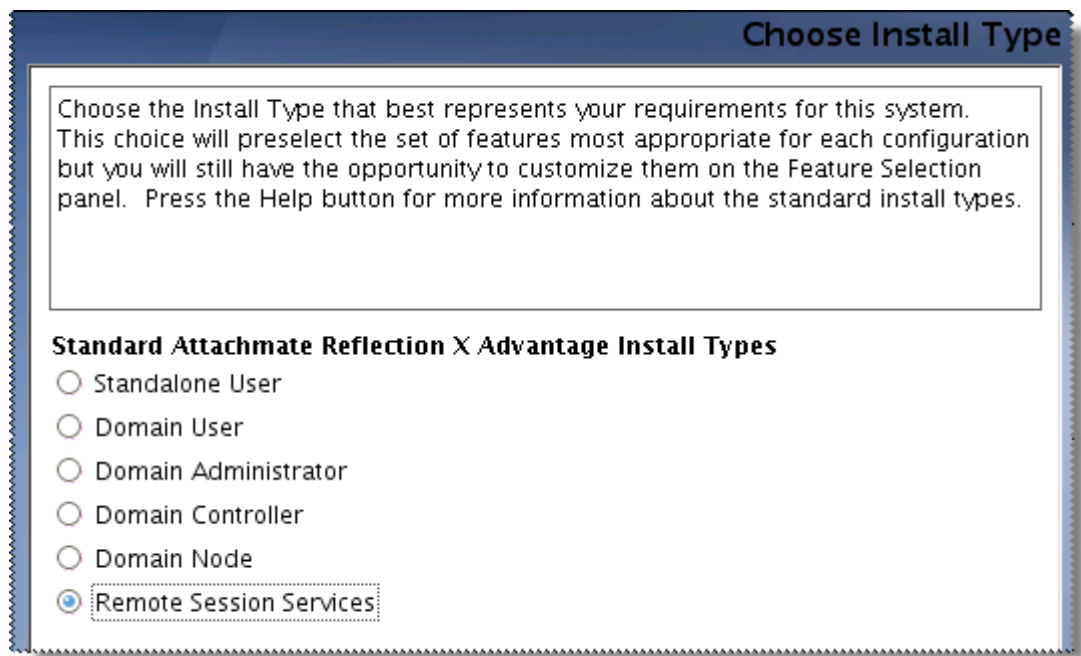 Choose Install Type
Choose the Install Type that best represents your requirements for this system.
This choice will preselect the set of features most appropriate for each configuration
but you will still have the opportunity to customize them on the Feature Selection
panel.  Press the Help button for more information about the standard install types.
Standard Attachmate Reflection X Advantage Install Types
Standalone User
Domain User
Domain Administrator
Domain Controller
Domain Node
Remote Session Services